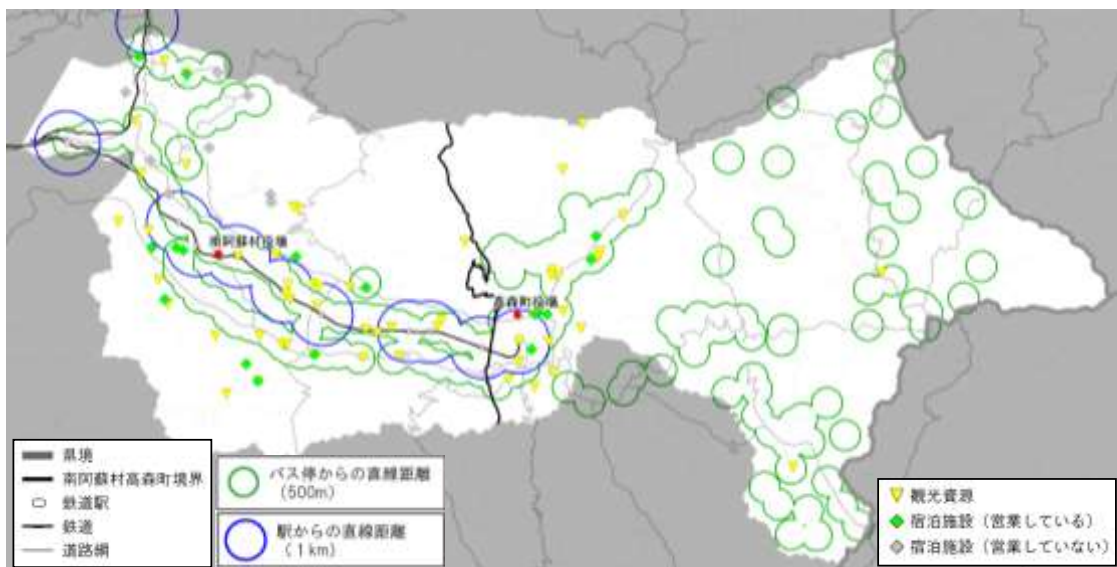 南阿蘇村役場
高森町役場
県境
南阿蘇村高森町境界
鉄道駅
鉄道
道路網
バス停からの直線距離
（500m）
駅からの直線距離
（1km）
観光資源
宿泊施設（営業している）
宿泊施設（営業していない）